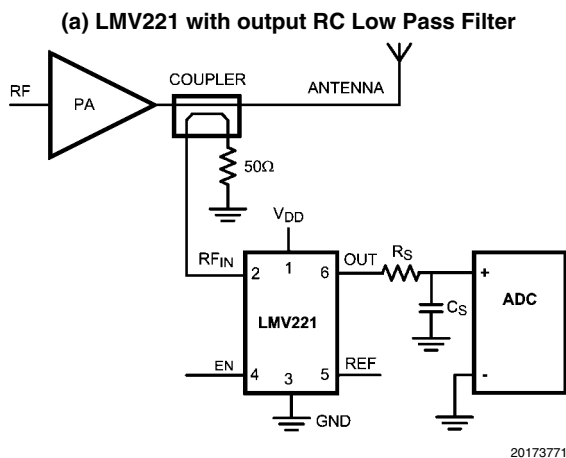 (a) LMV221 with output RC Low Pass Filter
RF
PA
COUPLER
ANTENNA
50Ω
VDD
RFIN
2
1
6
OUT
RS
CS
+
-
ADC
LMV221
EN
4
3
5
REF
GND
20173771